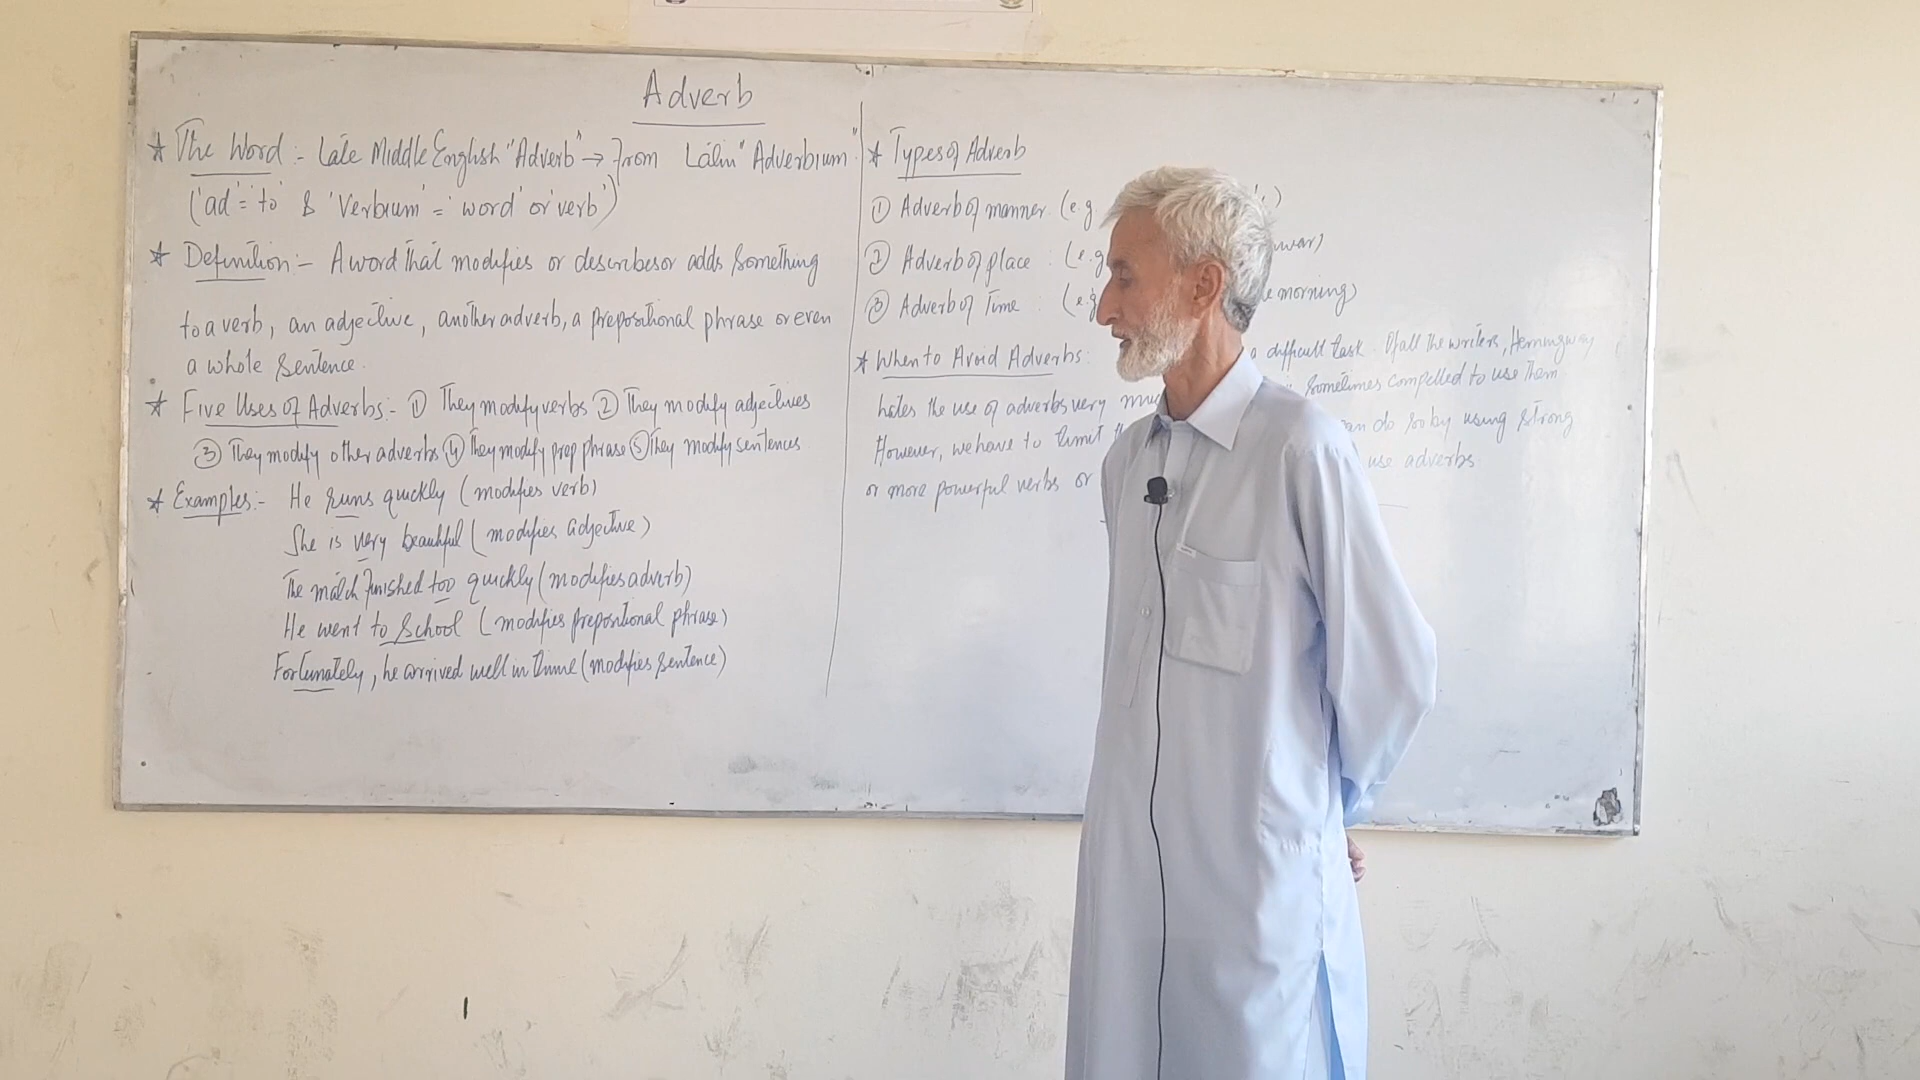 Adverb
★ The Word :- Late Middle English "Adverb" → From Latin "Adverbium"
('ad' = 'to' & 'Verbium' = 'word' or 'verb')
★ Definition :- A word that modifies or describes or adds something
to a verb, an adjective, another adverb, a prepositional phrase or even
a whole sentence.
★ Five Uses of Adverbs :- ① They modify verbs ② They modify adjectives
③ They modify other adverbs ④ They modify prep phrase ⑤ They modify sentences
★ Examples :- He runs quickly (modifies verb)
She is very beautiful (modifies adjective)
The match finished too quickly (modifies adverb)
He went to School (modifies prepositional phrase)
Fortunately, he arrived well in time (modifies sentence)
★ Types of Adverb
① Adverb of manner. (e.g
② Adverb of place : (e.g
③ Adverb of Time : (e.g morning)
★ When to Avoid Adverbs: a difficult task. Of all the writers, Hemingway
hates the use of adverbs very sometimes compelled to use them
However, we have to limit can do so by using strong
or more powerful verbs or use adverbs